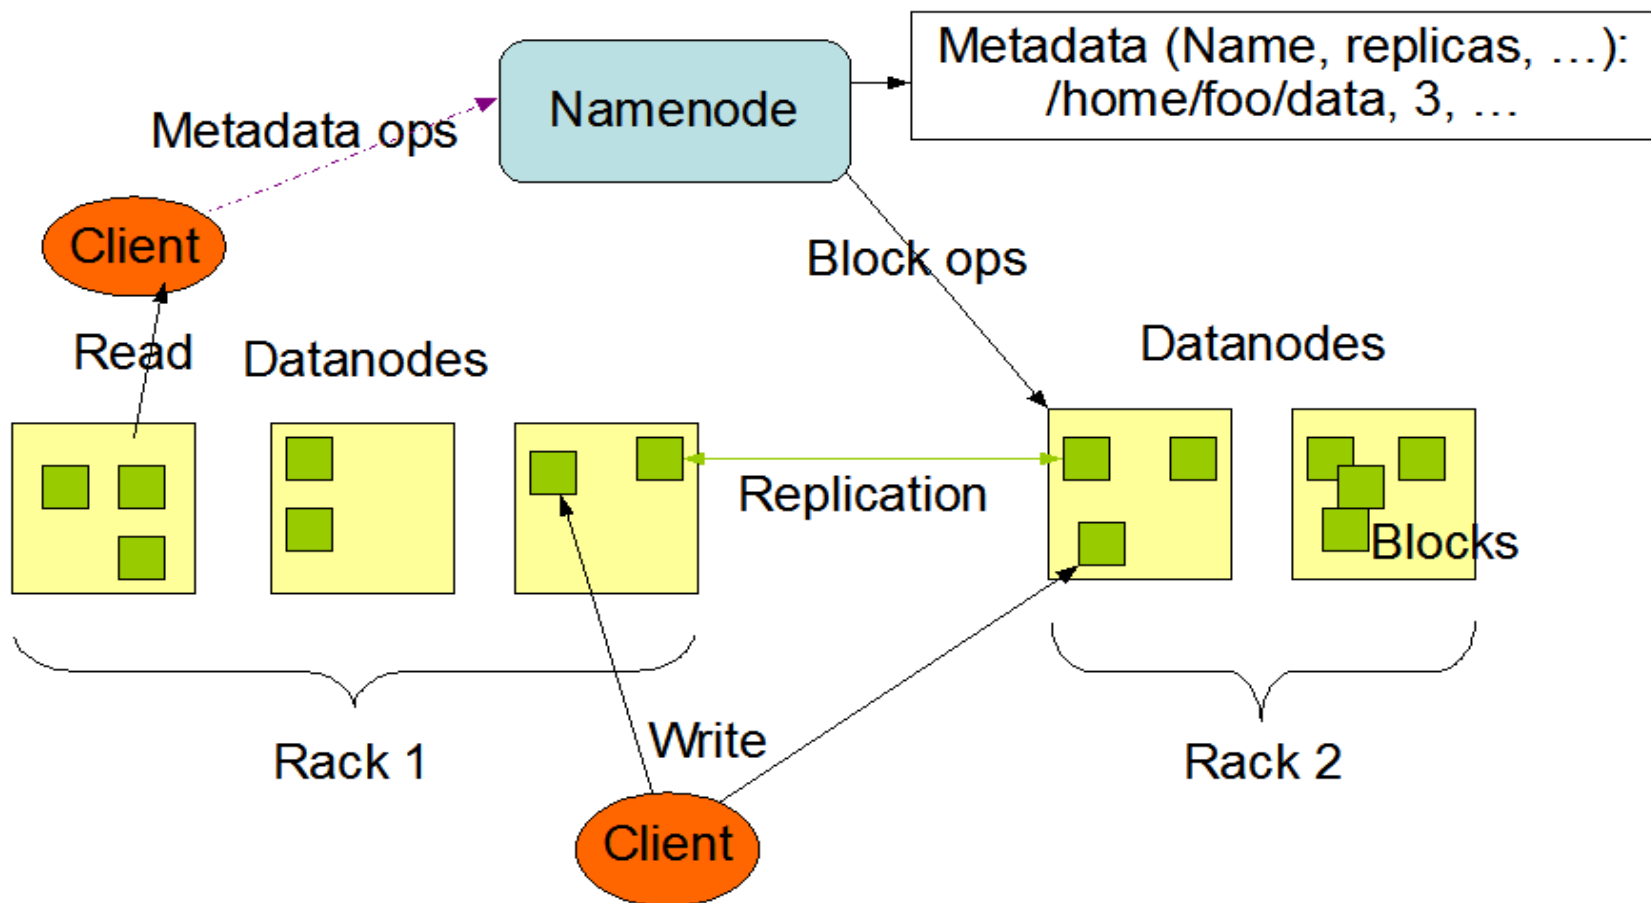 Metadata (Name, replicas, …):
/home/foo/data, 3, …
Namenode
Metadata ops
Client
Block ops
Read
Datanodes
Datanodes
Replication
Blocks
Rack 1
Write
Rack 2
Client